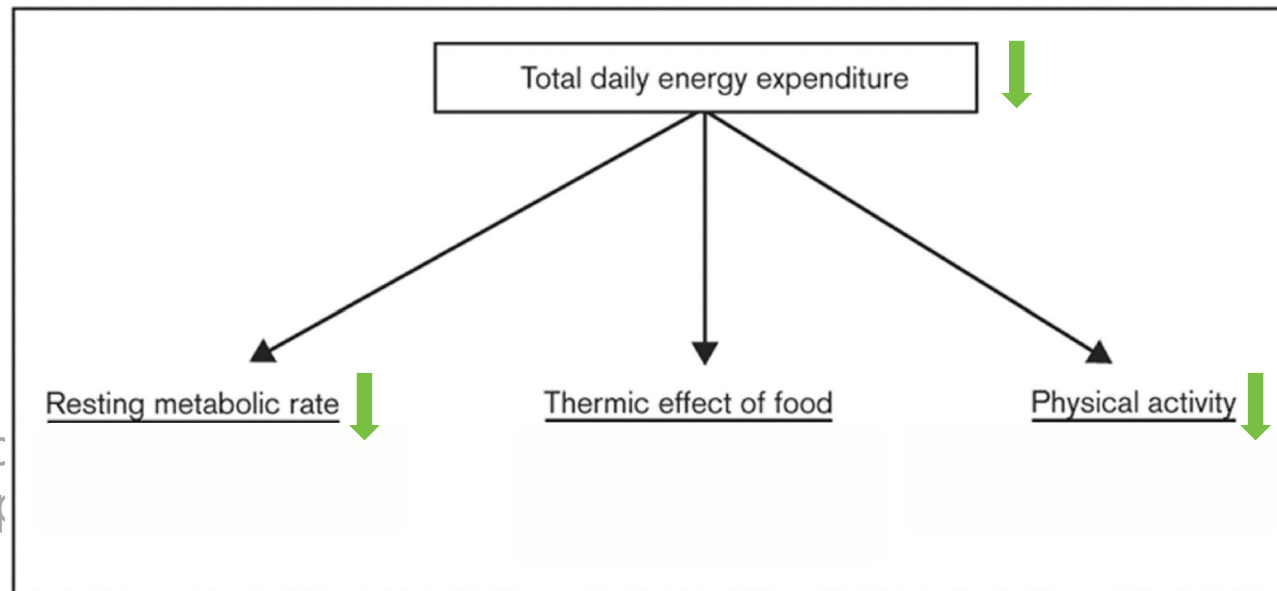 Total daily energy expenditure
Resting metabolic rate
Thermic effect of food
Physical activity